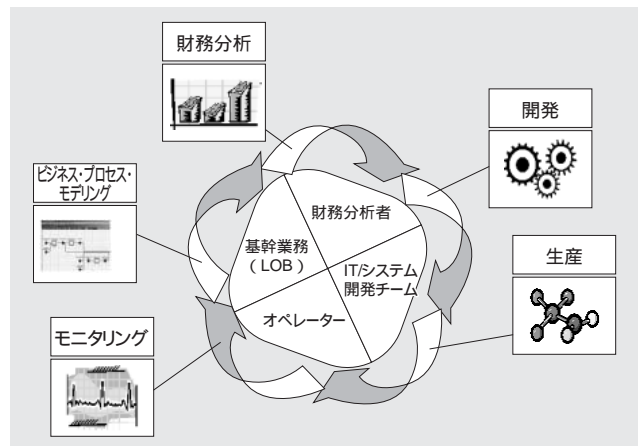 財務分析
開発
ビジネス・プロセス・
モデリング
財務分析者
基幹業務
( LOB )
IT/システム
開発チーム
生産
オペレーター
モニタリング